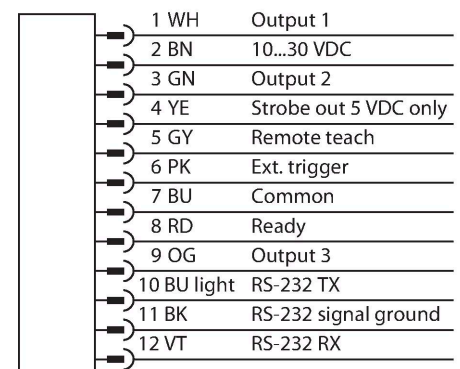 1 WH Output 1
2 BN 10...30 VDC
3 GN Output 2
4 YE Strobe out 5 VDC only
5 GY Remote teach
6 PK Ext. trigger
7 BU Common
8 RD Ready
9 OG Output 3
10 BU light RS-232 TX
11 BK RS-232 signal ground
12 VT RS-232 RX